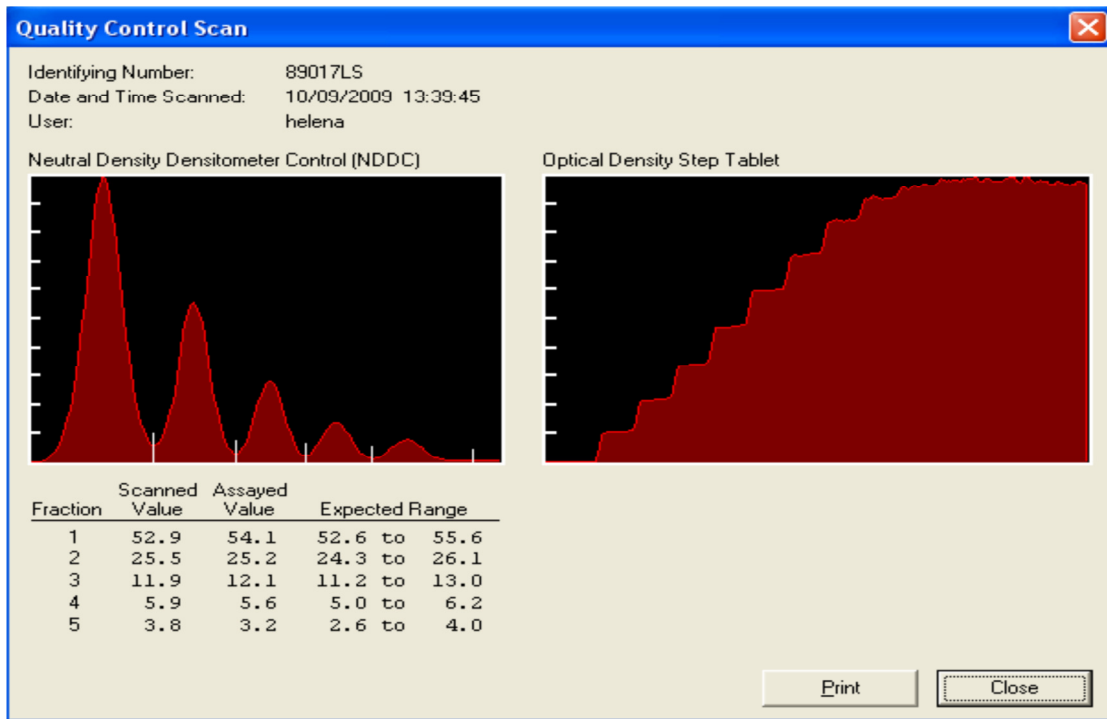 Quality Control Scan
Identifying Number: 89017LS
Date and Time Scanned: 10/09/2009 13:39:45
User: helena
Neutral Density Densitometer Control (NDDC)
Optical Density Step Tablet
Scanned Assayed
Fraction Value Value Expected Range
1 52.9 54.1 52.6 to 55.6
2 25.5 25.2 24.3 to 26.1
3 11.9 12.1 11.2 to 13.0
4 5.9 5.6 5.0 to 6.2
5 3.8 3.2 2.6 to 4.0
Print Close